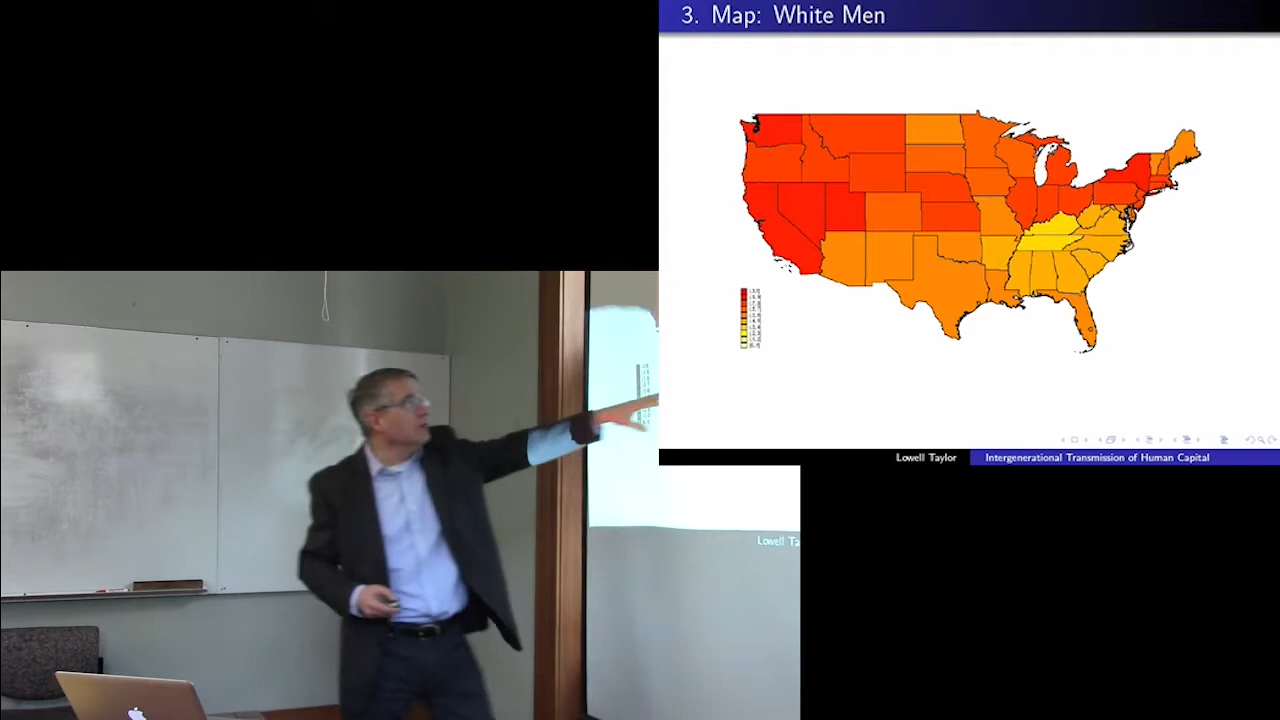 3. Map: White Men
Lowell Taylor
Intergenerational Transmission of Human Capital
Lowell Ta